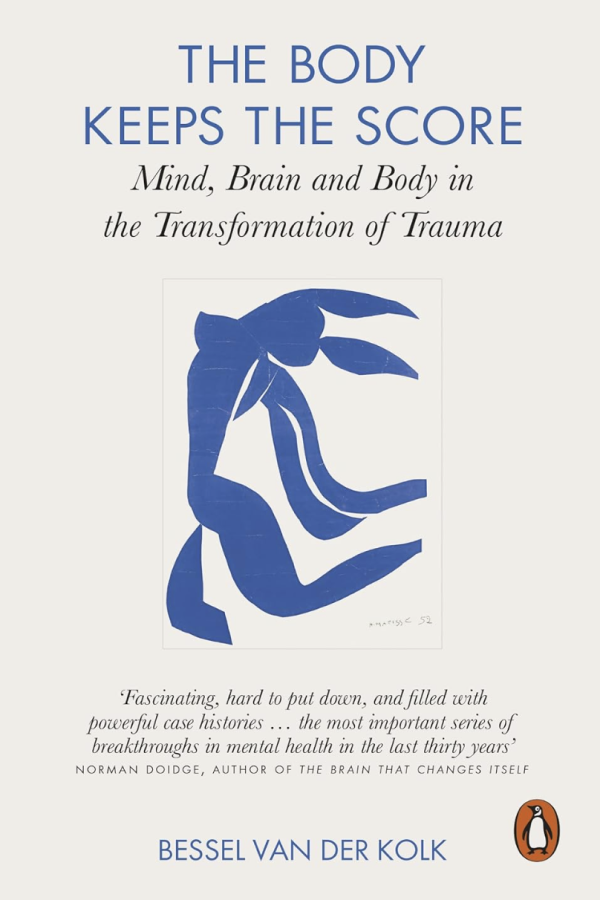 THE BODY
KEEPS THE SCORE
Mind, Brain and Body in
the Transformation of Trauma
MATISSE 52
‘Fascinating, hard to put down, and filled with
powerful case histories … the most important series of
breakthroughs in mental health in the last thirty years’
NORMAN DOIDGE, AUTHOR OF THE BRAIN THAT CHANGES ITSELF
BESSEL VAN DER KOLK